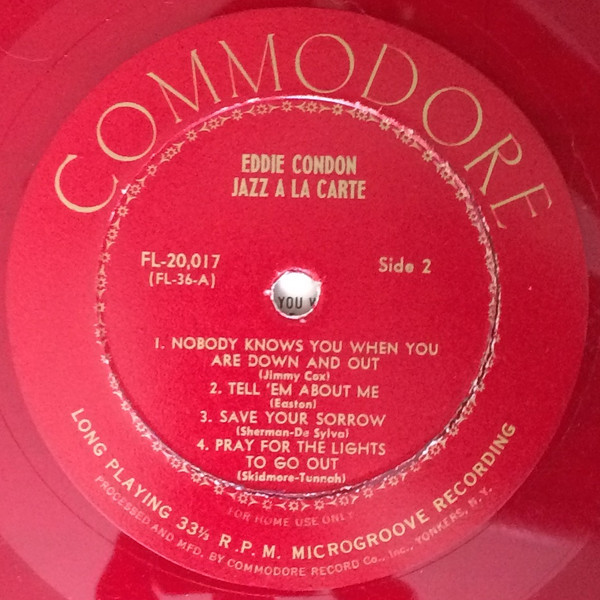 COMMODORE
EDDIE CONDON
JAZZ A LA CARTE
FL-20,017
(FL-36-A)
Side 2
YOU
1. NOBODY KNOWS YOU WHEN YOU
ARE DOWN AND OUT
(Jimmy Cox)
2. TELL 'EM ABOUT ME
(Easton)
3. SAVE YOUR SORROW
(Sherman-De Sylva)
4. PRAY FOR THE LIGHTS
TO GO OUT
(Skidmore-Tunnah)
FOR HOME USE ONLY
LONG PLAYING 33⅓ R.P.M. MICROGROOVE RECORDING
PROCESSED AND MFD. BY COMMODORE RECORD Co., Inc., YONKERS, N.Y.